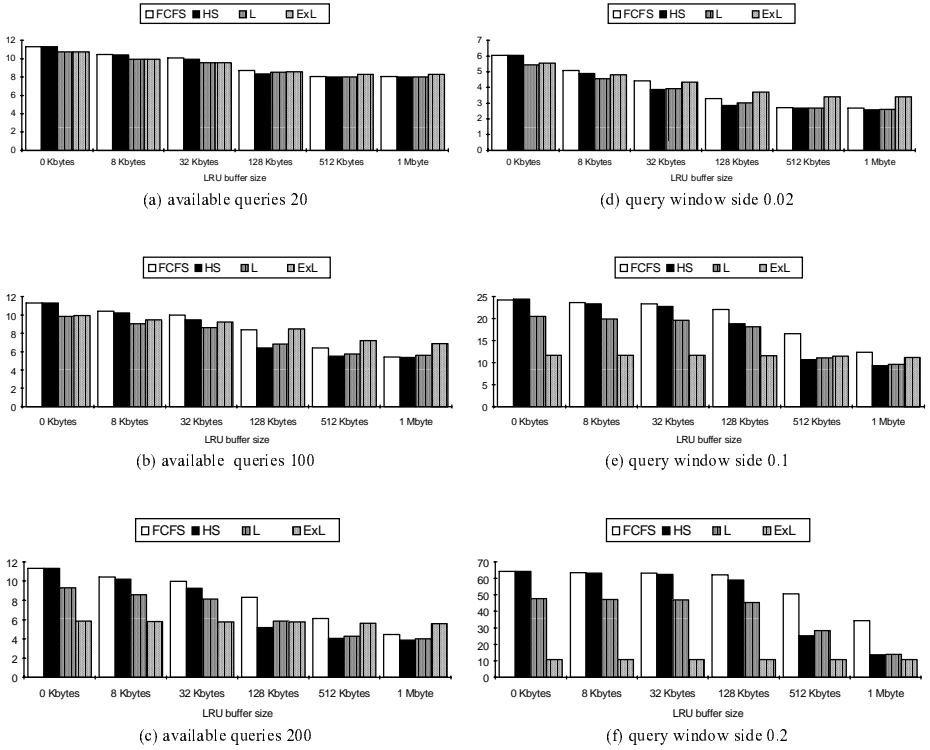 FCFS HS L ExL
12
10
8
6
4
2
0
0 Kbytes 8 Kbytes 32 Kbytes 128 Kbytes 512 Kbytes 1 Mbyte
LRU buffer size
(a) available queries 20
FCFS HS L ExL
7
6
5
4
3
2
1
0
0 Kbytes 8 Kbytes 32 Kbytes 128 Kbytes 512 Kbytes 1 Mbyte
LRU buffer size
(d) query window side 0.02
FCFS HS L ExL
12
10
8
6
4
2
0
0 Kbytes 8 Kbytes 32 Kbytes 128 Kbytes 512 Kbytes 1 Mbyte
LRU buffer size
(b) available queries 100
FCFS HS L ExL
25
20
15
10
5
0
0 Kbytes 8 Kbytes 32 Kbytes 128 Kbytes 512 Kbytes 1 Mbyte
LRU buffer size
(e) query window side 0.1
FCFS HS L ExL
12
10
8
6
4
2
0
0 Kbytes 8 Kbytes 32 Kbytes 128 Kbytes 512 Kbytes 1 Mbyte
LRU buffer size
(c) available queries 200
FCFS HS L ExL
70
60
50
40
30
20
10
0
0 Kbytes 8 Kbytes 32 Kbytes 128 Kbytes 512 Kbytes 1 Mbyte
LRU buffer size
(f) query window side 0.2